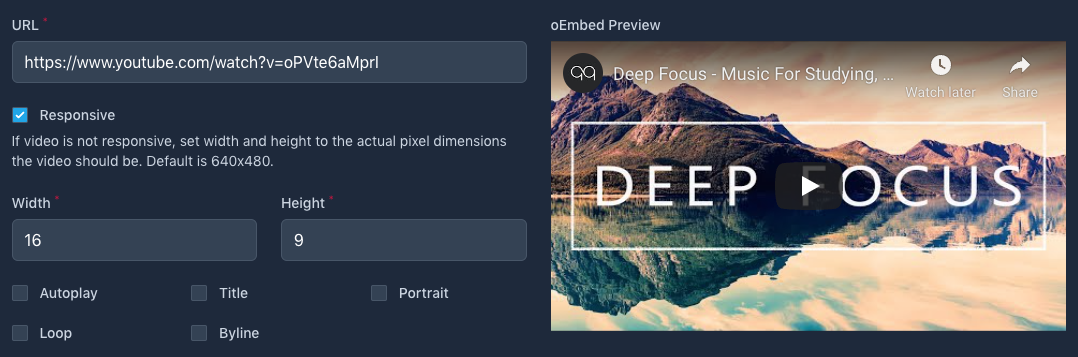 URL *
https://www.youtube.com/watch?v=oPVte6aMprI
Responsive
If video is not responsive, set width and height to the actual pixel dimensions
the video should be. Default is 640x480.
Width *
Height *
16
9
Autoplay
Title
Portrait
Loop
Byline
oEmbed Preview
Deep Focus - Music For Studying, ...
Watch later
Share
DEEP FOCUS